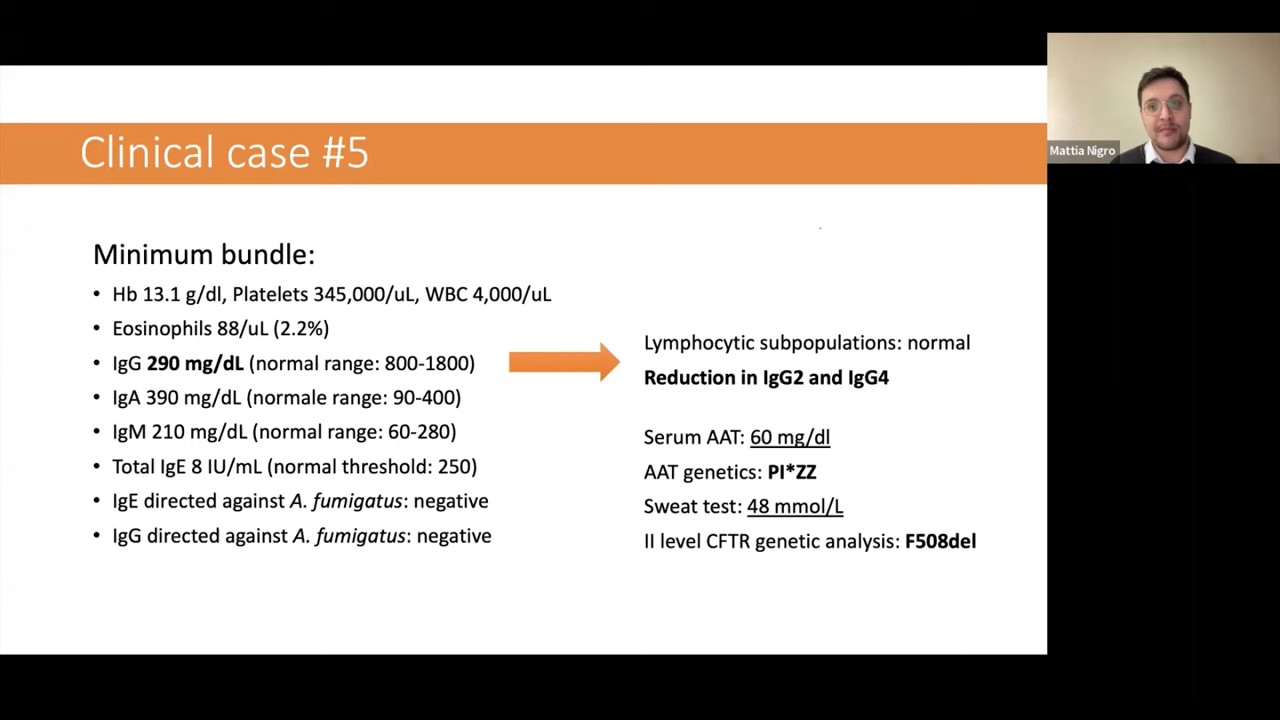 Clinical case #5
Mattia Nigro
Minimum bundle:
• Hb 13.1 g/dl, Platelets 345,000/uL, WBC 4,000/uL
• Eosinophils 88/uL (2.2%)
• IgG 290 mg/dL (normal range: 800-1800)
• IgA 390 mg/dL (normale range: 90-400)
• IgM 210 mg/dL (normal range: 60-280)
• Total IgE 8 IU/mL (normal threshold: 250)
• IgE directed against A. fumigatus: negative
• IgG directed against A. fumigatus: negative
Lymphocytic subpopulations: normal
Reduction in IgG2 and IgG4
Serum AAT: 60 mg/dl
AAT genetics: PI*ZZ
Sweat test: 48 mmol/L
II level CFTR genetic analysis: F508del